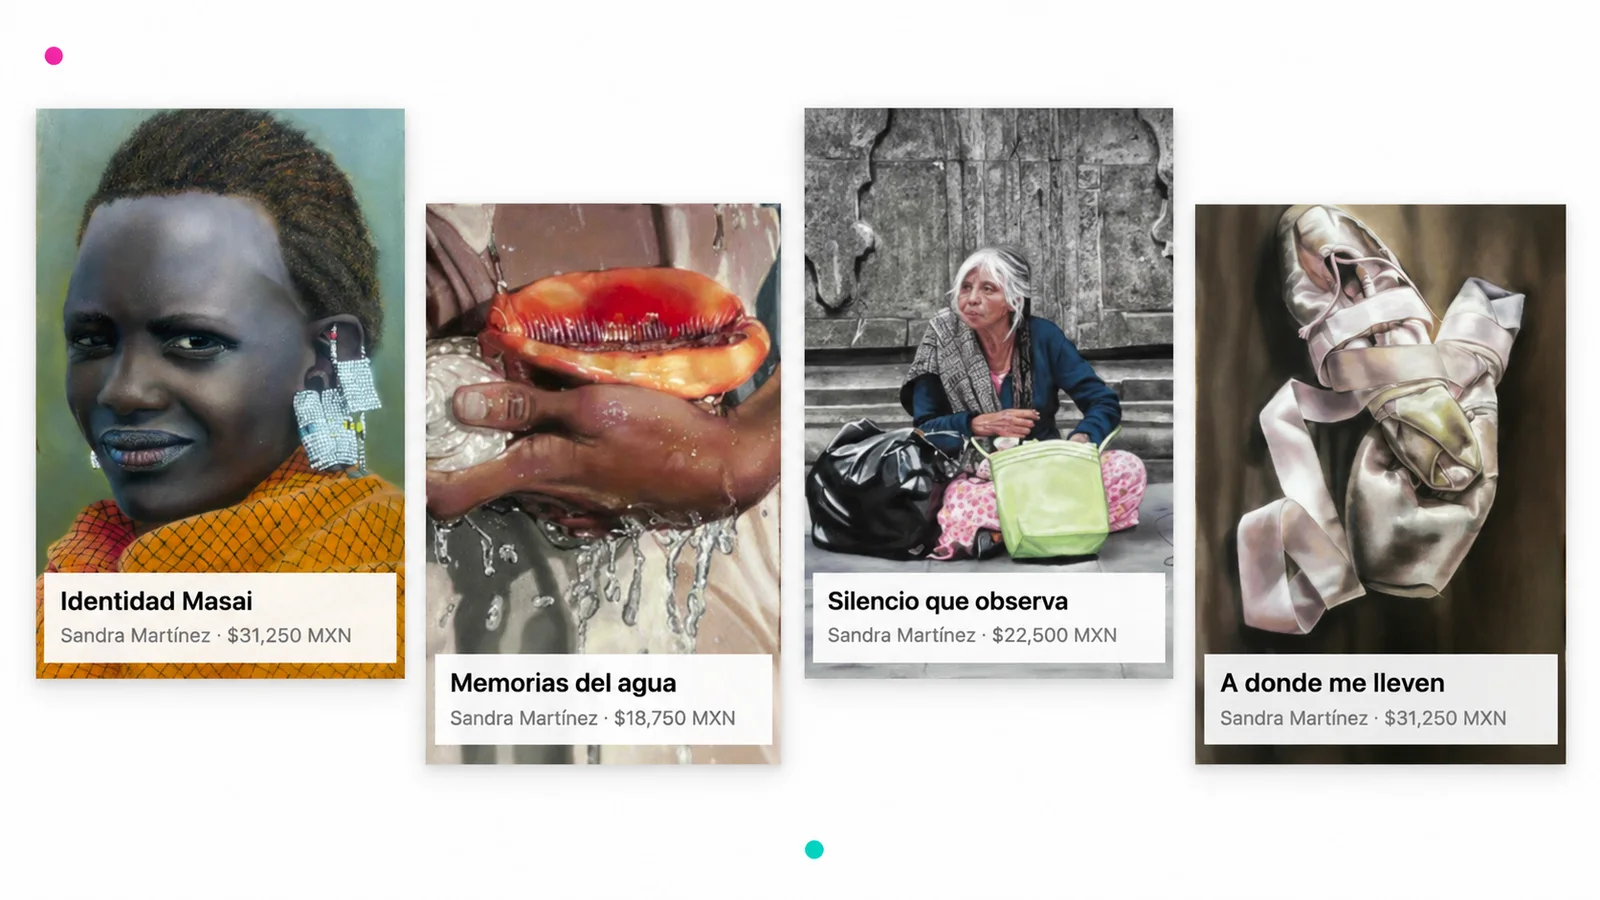 Identidad Masai
Sandra Martínez · $31,250 MXN
Memorias del agua
Sandra Martínez · $18,750 MXN
Silencio que observa
Sandra Martínez · $22,500 MXN
A donde me lleven
Sandra Martínez · $31,250 MXN